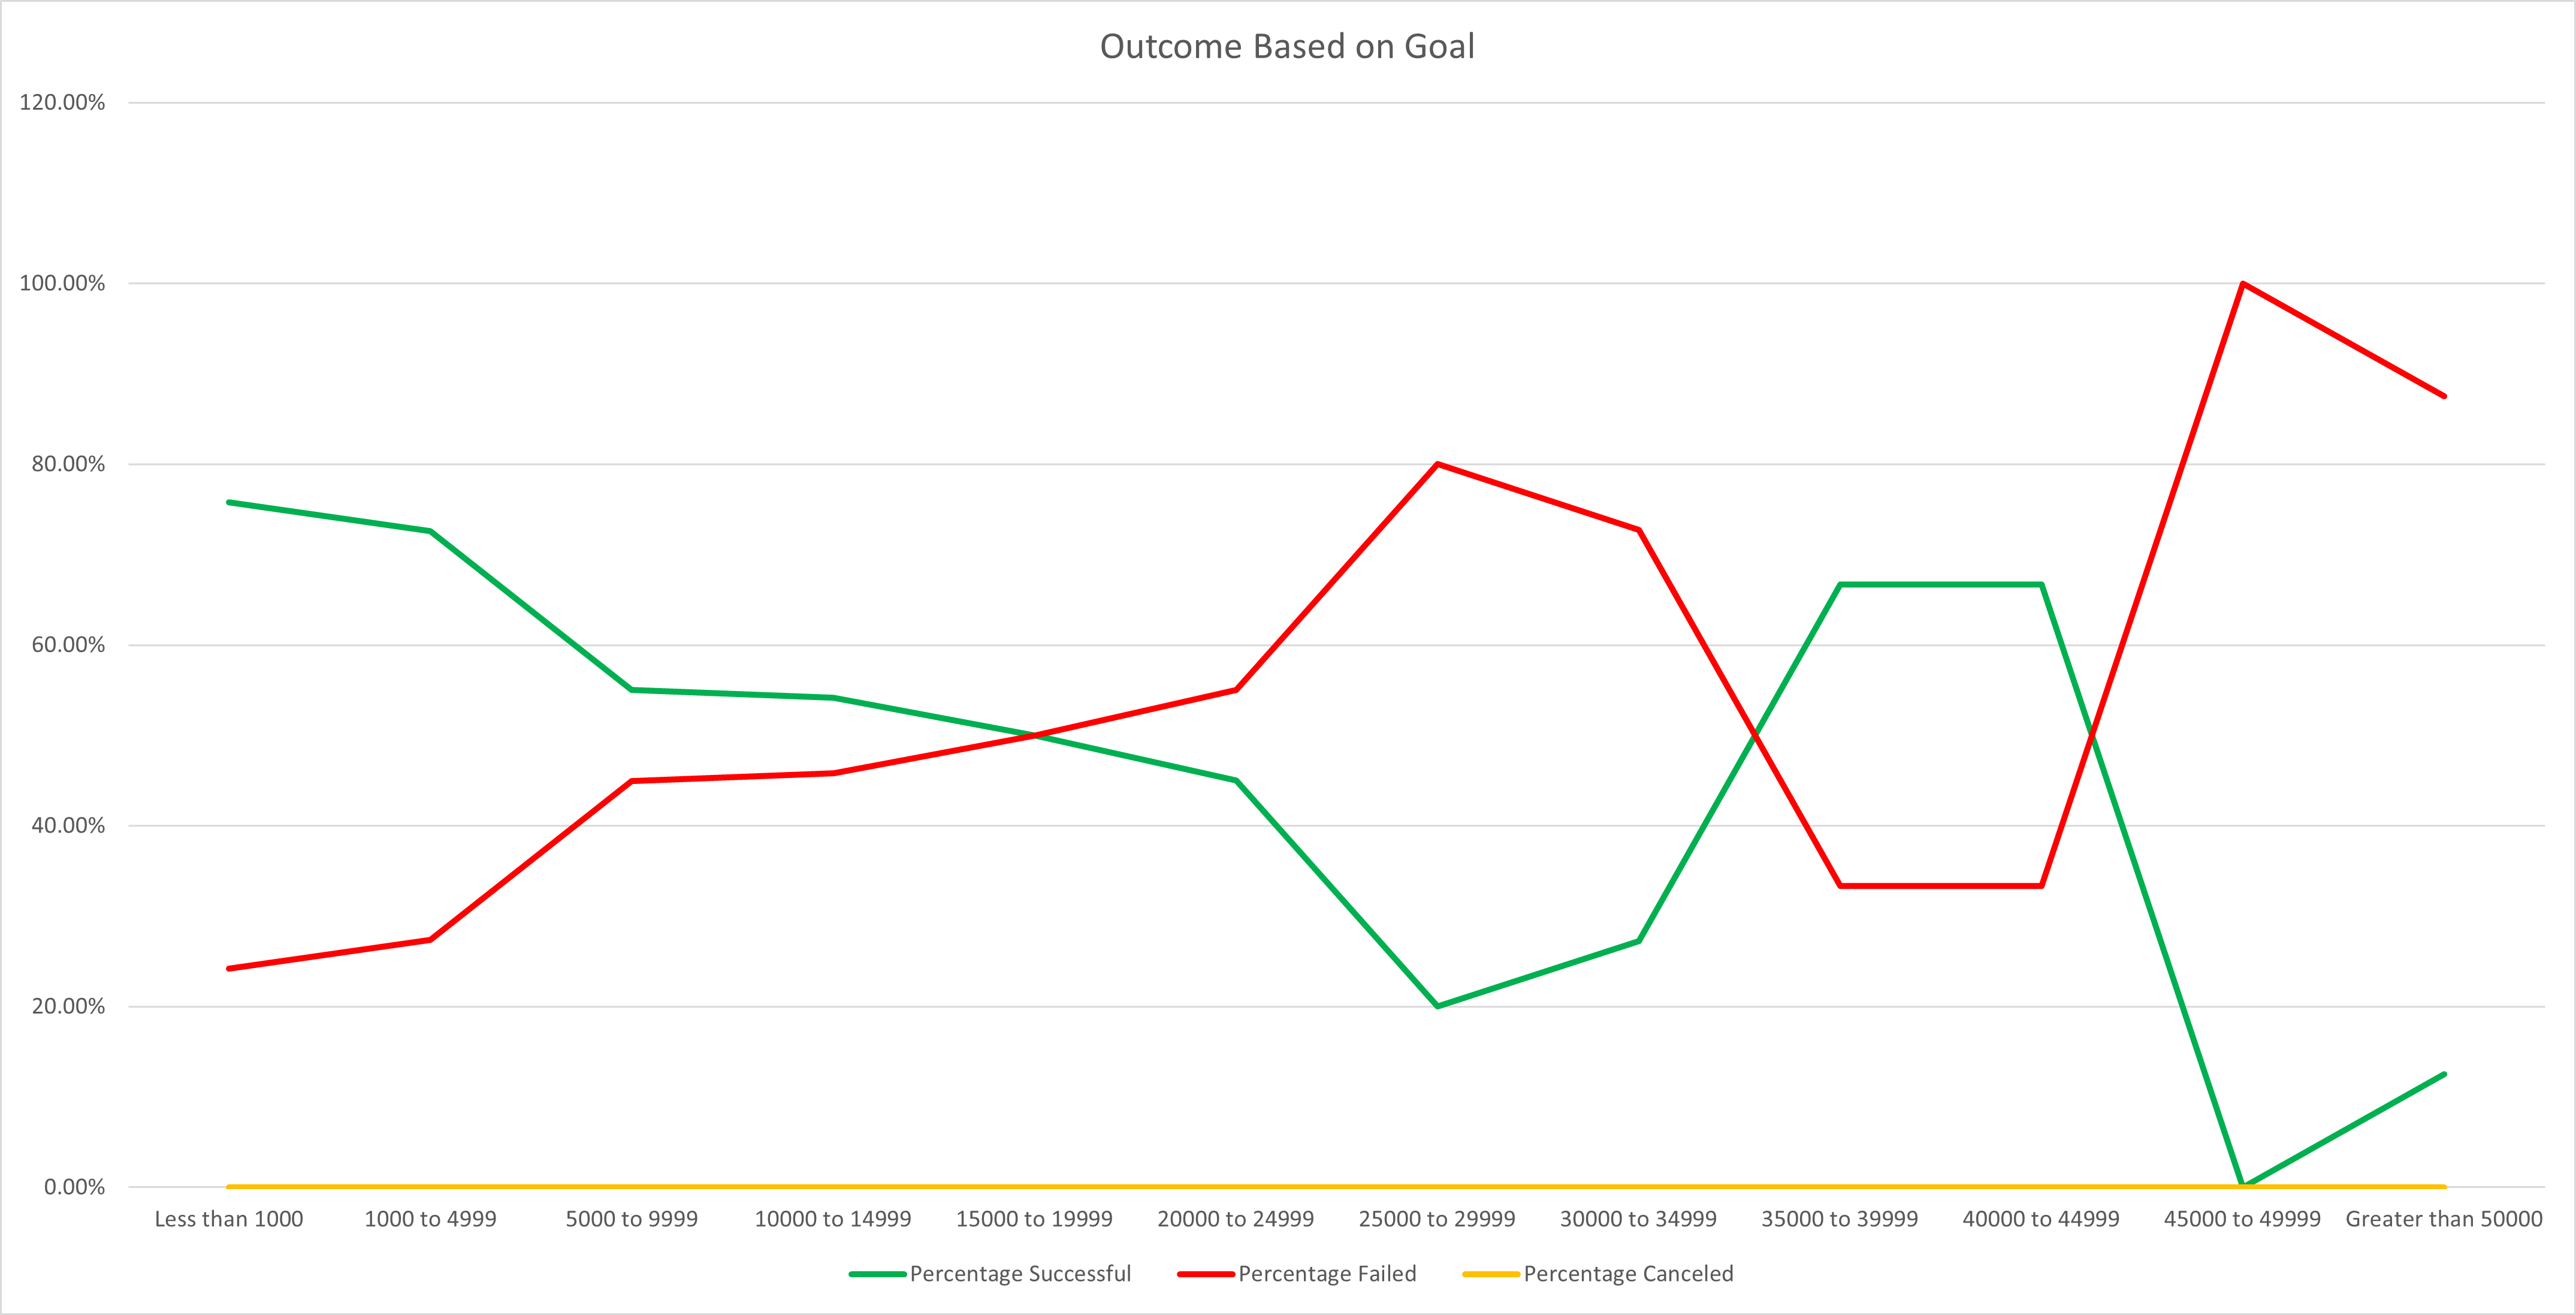 Outcome Based on Goal
120.00%
100.00%
80.00%
60.00%
40.00%
20.00%
0.00%
Less than 1000 1000 to 4999 5000 to 9999 10000 to 14999 15000 to 19999 20000 to 24999 25000 to 29999 30000 to 34999 35000 to 39999 40000 to 44999 45000 to 49999 Greater than 50000
Percentage Successful Percentage Failed Percentage Canceled